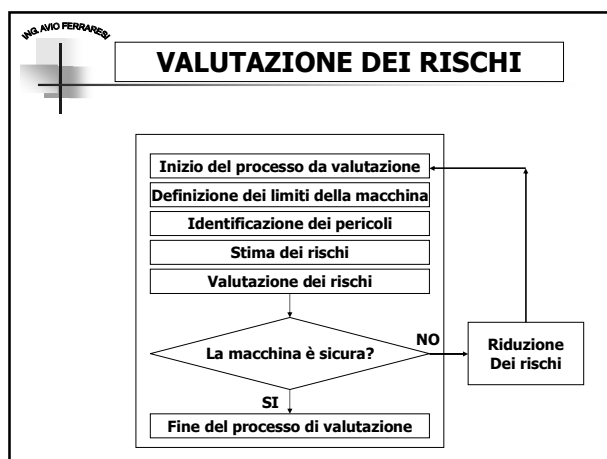 ING. AVIO FERRARESI
VALUTAZIONE DEI RISCHI
Inizio del processo da valutazione
Definizione dei limiti della macchina
Identificazione dei pericoli
Stima dei rischi
Valutazione dei rischi
La macchina è sicura?
NO
Riduzione
Dei rischi
SI
Fine del processo di valutazione